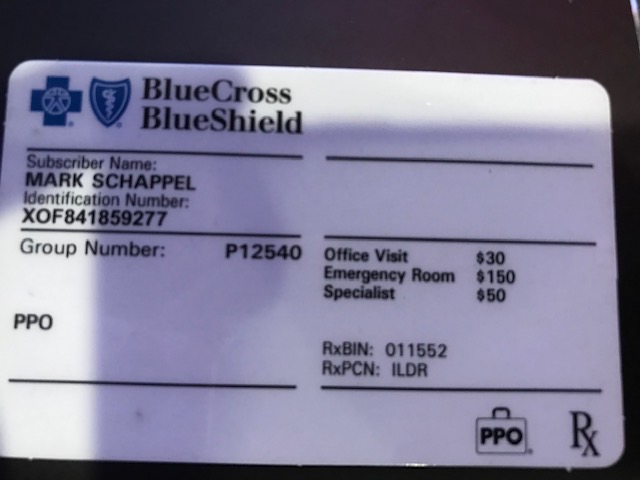 BlueCross
BlueShield
Subscriber Name:
MARK SCHAPPEL
Identification Number:
XOF841859277
Group Number: P12540
Office Visit $30
Emergency Room $150
Specialist $50
PPO
RxBIN: 011552
RxPCN: ILDR
PPO
Rx